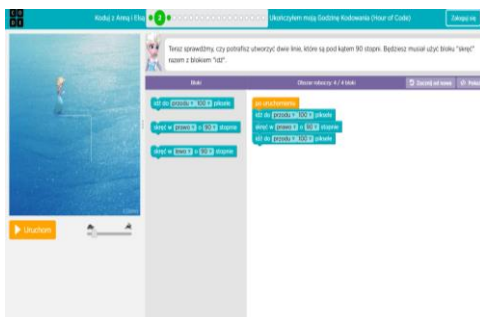 Koduj z Anną i Elsą
2
Ukończyłem moją Godzinę Kodowania (Hour of Code)
Zaloguj się
Teraz sprawdźmy, czy potrafisz utworzyć dwie linie, które są pod kątem 90 stopni. Będziesz musiał użyć bloku "skręć"
razem z blokiem "idź".
Bloki
Obszar roboczy: 4 / 4 bloki
Zacznij od nowa
idź do przodu o 100 piksele
skręć w prawo o 90 stopnie
skręć w lewo o 90 stopnie
po uruchomieniu
idź do przodu o 100 piksele
skręć w prawo o 90 stopnie
idź do przodu o 100 piksele
Uruchom